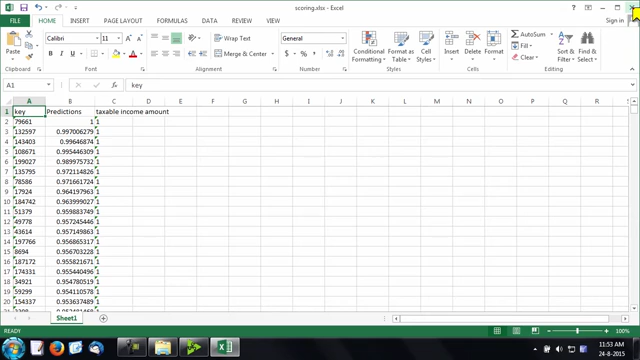 scoring.xlsx - Excel
FILE HOME INSERT PAGE LAYOUT FORMULAS DATA REVIEW VIEW Sign in
Paste Calibri 11 Wrap Text General Conditional Formatting Format as Table Cell Styles Insert Delete Format AutoSum Sort & Filter Find & Select
Merge & Center Fill
Clear
Clipboard Font Alignment Number Styles Cells Editing
A1 key
A B C D E F G H I J K L M N O P Q R S
1 key Predictions taxable income amount
2 79661 1 1
3 132597 0.997006279 1
4 143403 0.99646874 1
5 108671 0.995446309 1
6 199027 0.989975732 1
7 135795 0.972114826 1
8 78586 0.971661724 1
9 17924 0.964197963 1
10 184742 0.963999027 1
11 51379 0.959883749 1
12 49778 0.957245446 1
13 43614 0.957149863 1
14 197766 0.956865317 1
15 8694 0.956703228 1
16 187172 0.955821671 1
17 174331 0.955440496 1
18 34921 0.954780519 1
19 59299 0.954110578 1
20 154337 0.953637489 1
Sheet1
READY 100%
11:53 AM
24-8-2015